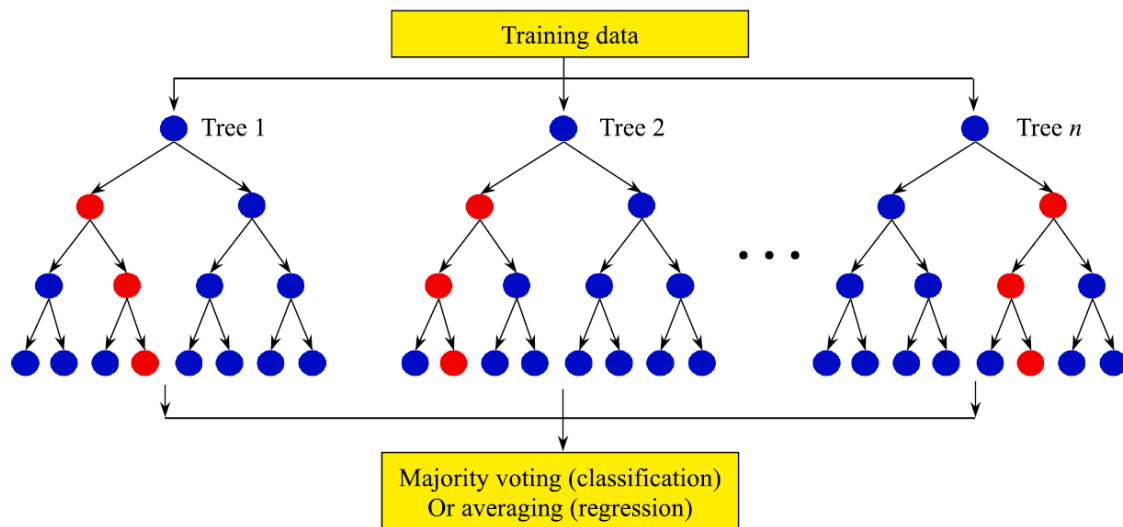 Training data
Tree 1
Tree 2
Tree n
Majority voting (classification)
Or averaging (regression)